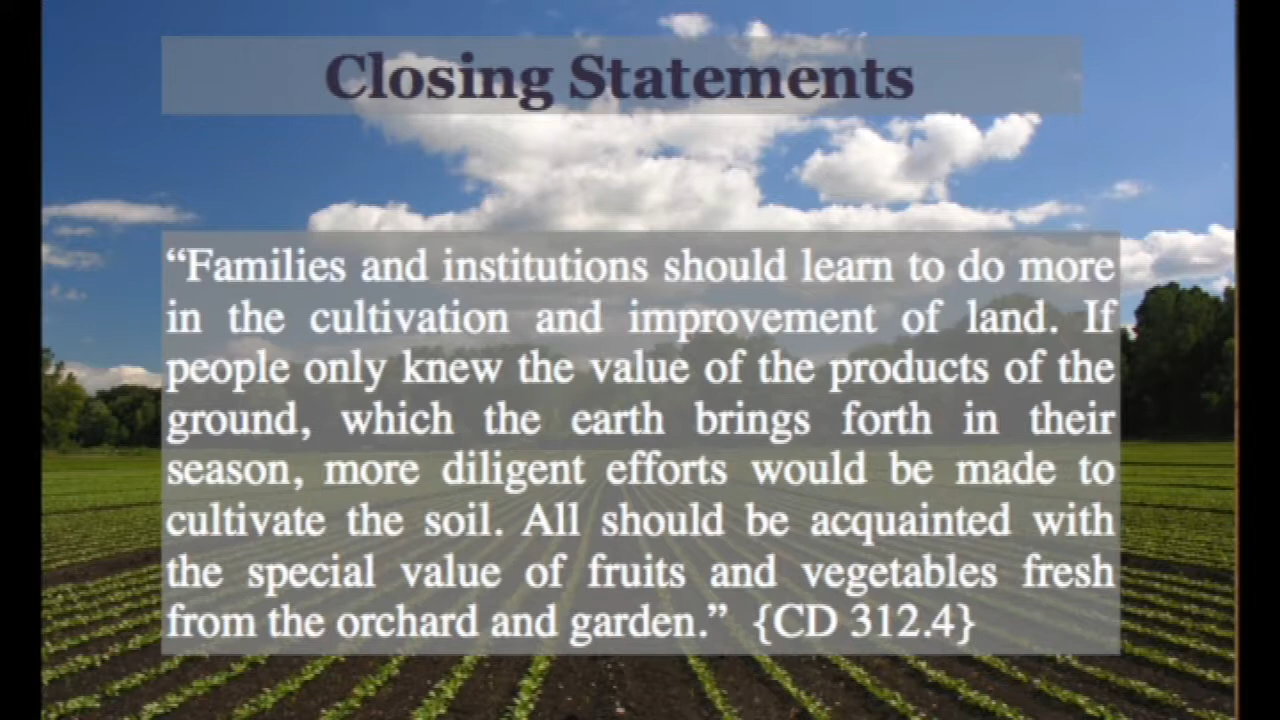 Closing Statements
“Families and institutions should learn to do more
in the cultivation and improvement of land. If
people only knew the value of the products of the
ground, which the earth brings forth in their
season, more diligent efforts would be made to
cultivate the soil. All should be acquainted with
the special value of fruits and vegetables fresh
from the orchard and garden.” {CD 312.4}